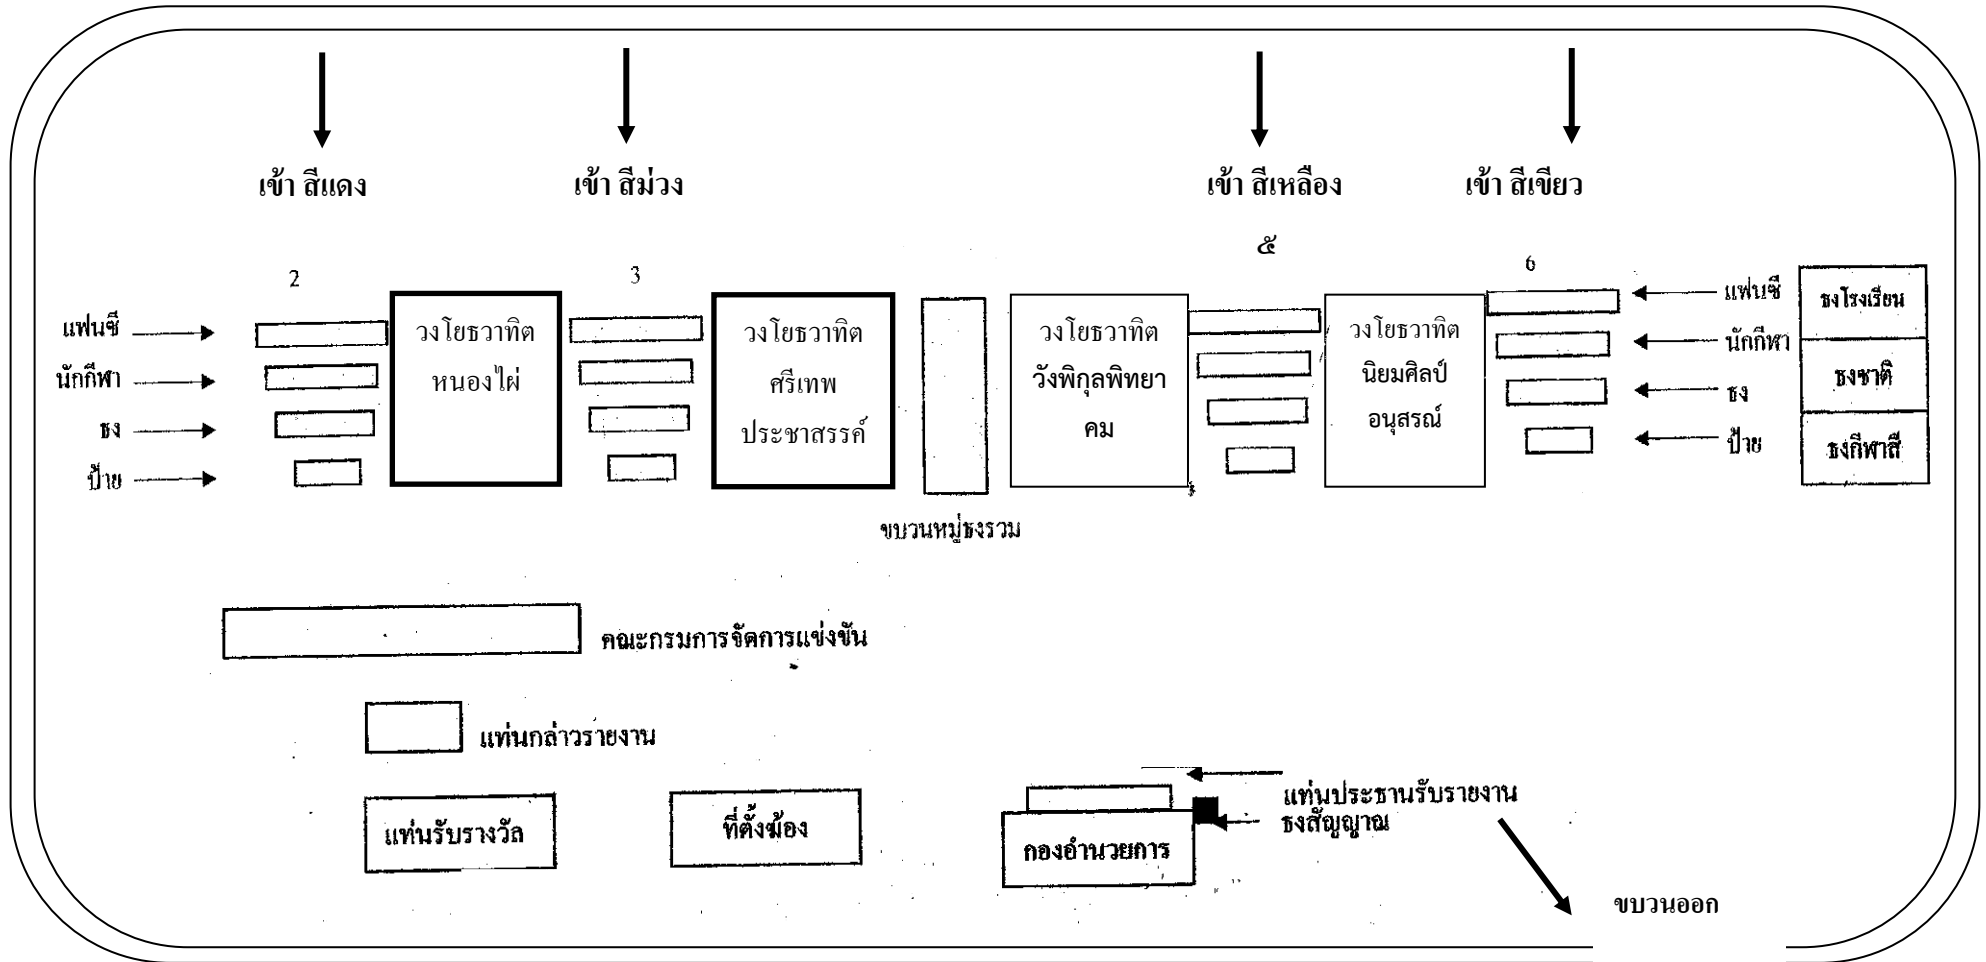 เข้า สีแดง
เข้า สีม่วง
เข้า สีเหลือง
เข้า สีเขียว
2
3
๕
6
แฟนซี
นักกีฬา
ธง
ป้าย
วงโยธวาทิต
หนองไผ่
วงโยธวาทิต
ศรีเทพ
ประชาสรรค์
ขบวนหมู่ธงรวม
วงโยธวาทิต
วังพิกุลพิทยา
คม
วงโยธวาทิต
นิยมศิลป์
อนุสรณ์
แฟนซี
นักกีฬา
ธง
ป้าย
ธงโรงเรียน
ธงชาติ
ธงกีฬาสี
คณะกรมการจัดการแข่งขัน
แท่นกล่าวรายงาน
แท่นรับรางวัล
ที่ตั้งฆ้อง
กองอำนวยการ
แท่นประธานรับรายงาน
ธงสัญญาณ
ขบวนออก